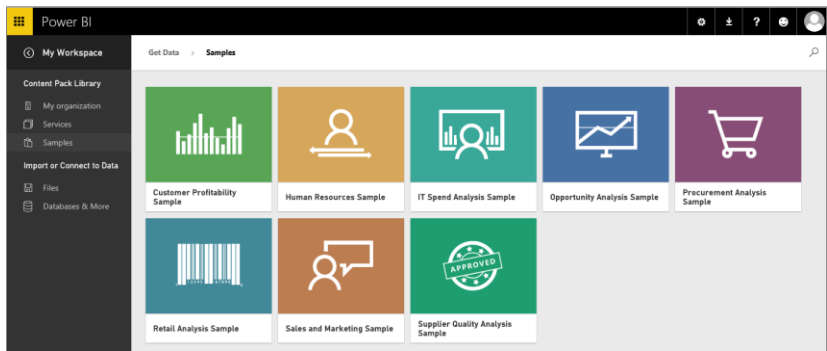 Power BI
?
My Workspace
Get Data > Samples
Content Pack Library
My organization
Services
Samples
Import or Connect to Data
Files
Databases & More
Customer Profitability
Sample
Human Resources Sample
IT Spend Analysis Sample
Opportunity Analysis Sample
Procurement Analysis
Sample
APPROVED
Retail Analysis Sample
Sales and Marketing Sample
Supplier Quality Analysis
Sample